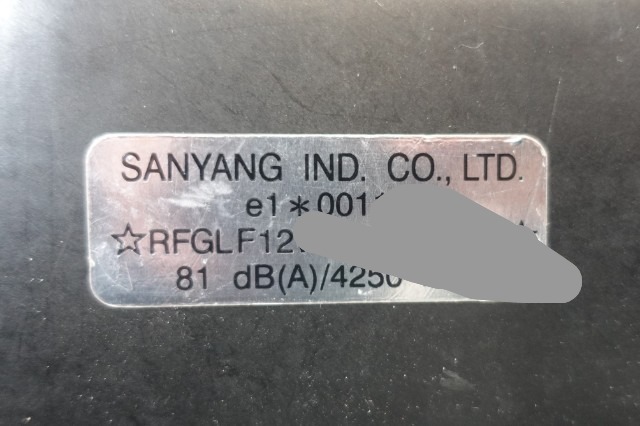 SANYANG IND. CO., LTD.
e1*001
☆RFGLF12
81 dB(A)/4250